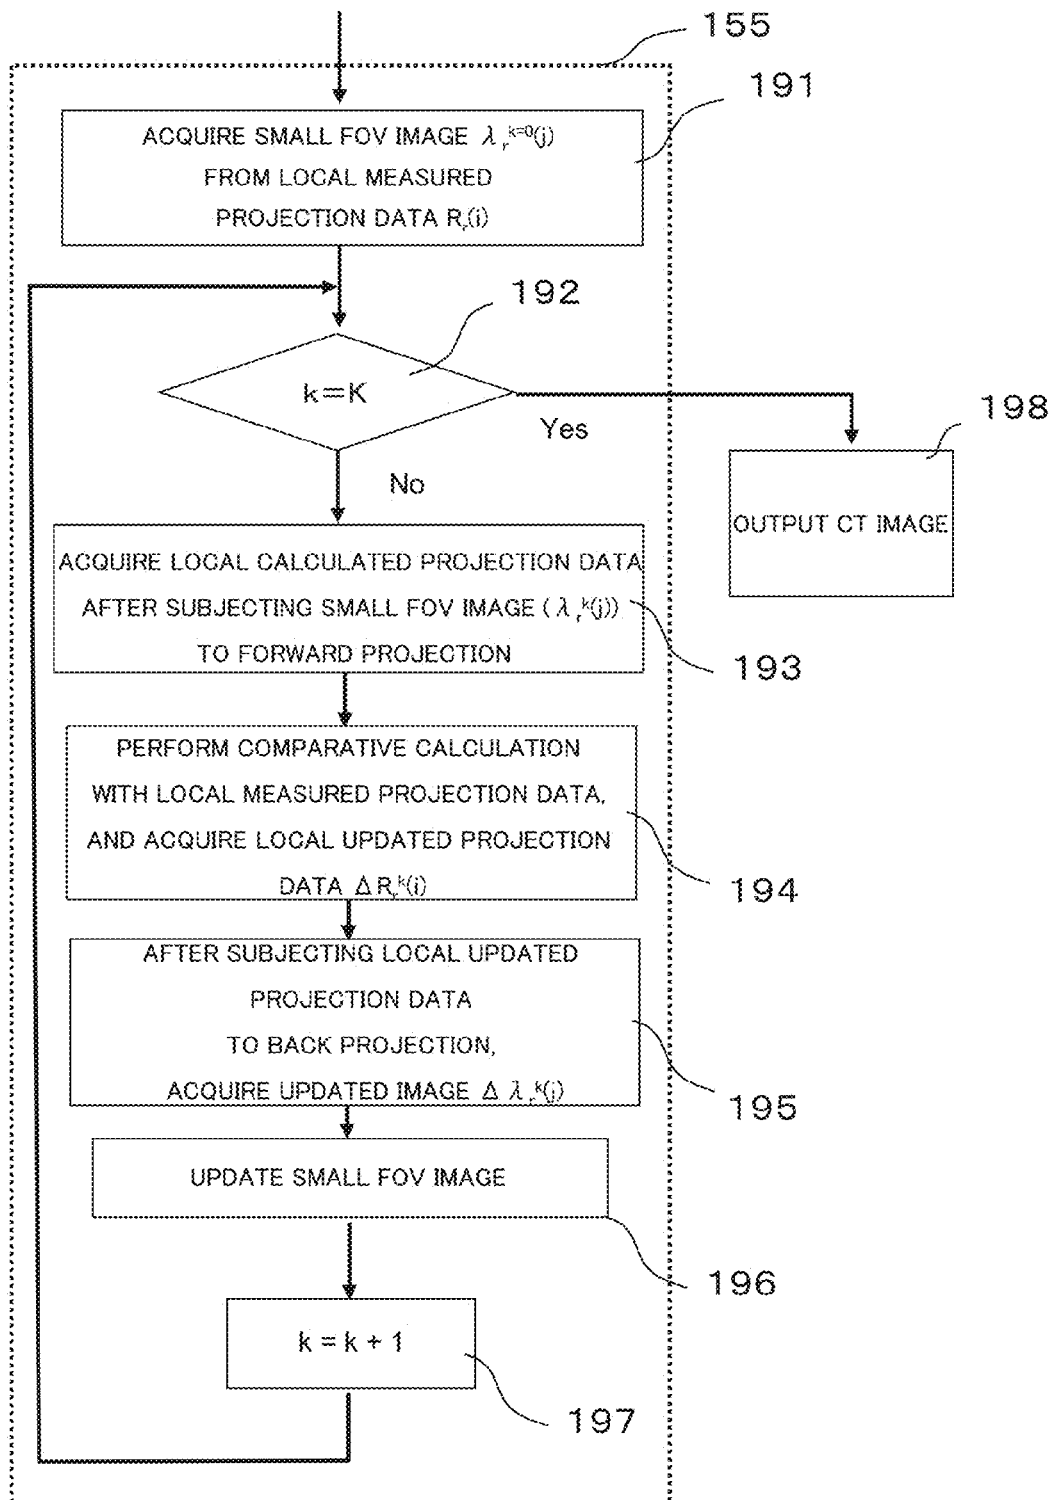 155
191
ACQUIRE SMALL FOV IMAGE λᵣᵏ⁼⁰(j)
FROM LOCAL MEASURED
PROJECTION DATA Rᵣ(i)
192
k=K
Yes
No
198
OUTPUT CT IMAGE
ACQUIRE LOCAL CALCULATED PROJECTION DATA
AFTER SUBJECTING SMALL FOV IMAGE (λᵣᵏ(j))
TO FORWARD PROJECTION
193
PERFORM COMPARATIVE CALCULATION
WITH LOCAL MEASURED PROJECTION DATA,
AND ACQUIRE LOCAL UPDATED PROJECTION
DATA ΔRᵣᵏ(i)
194
AFTER SUBJECTING LOCAL UPDATED
PROJECTION DATA
TO BACK PROJECTION,
ACQUIRE UPDATED IMAGE Δλᵣᵏ(j)
195
UPDATE SMALL FOV IMAGE
196
k = k + 1
197